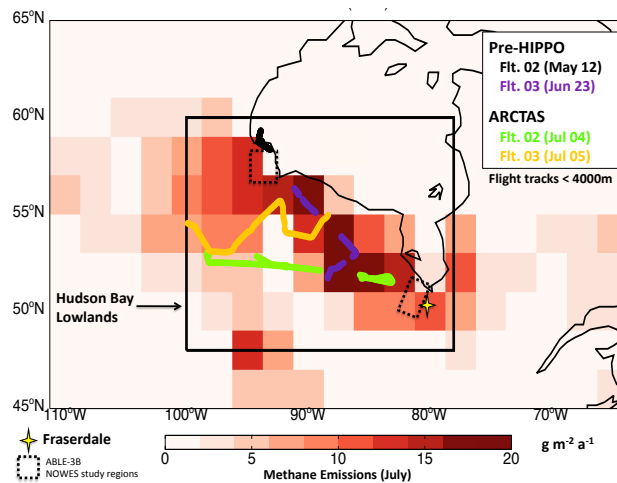 65°N
60°N
55°N
50°N
45°N
Pre-HIPPO
Flt. 02 (May 12)
Flt. 03 (Jun 23)
ARCTAS
Flt. 02 (Jul 04)
Flt. 03 (Jul 05)
Flight tracks < 4000m
Hudson Bay
Lowlands
110°W 100°W 90°W 80°W 70°W
Fraserdale
ABLE-3B
NOWES study regions
0 5 10 15 20
g m-2 a-1
Methane Emissions (July)